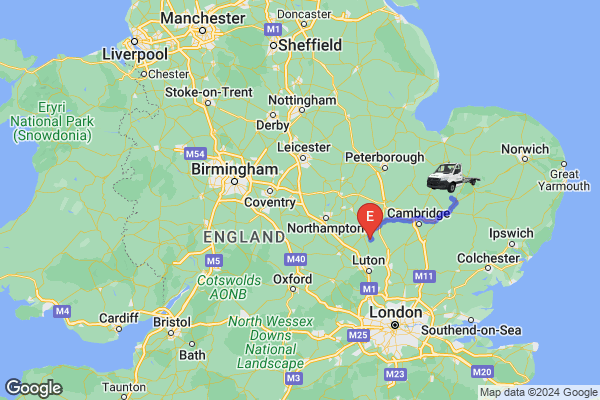 Doncaster
Manchester
M1
Liverpool
Sheffield
Chester
Stoke-on-Trent
Eryri
National Park
(Snowdonia)
Nottingham
Derby
M54
Leicester
Peterborough
Norwich
Birmingham
Great
Yarmouth
Coventry
E
Cambridge
Northampton
ENGLAND
Ipswich
M40
M5
Luton
M11
Colchester
Cotswolds
AONB
Oxford
M1
M4
Cardiff
London
North Wessex
Downs
National
Landscape
M25
Southend-on-Sea
Bristol
Bath
M20
M3
M23
Taunton
Google
Google
Map data ©2024 Google